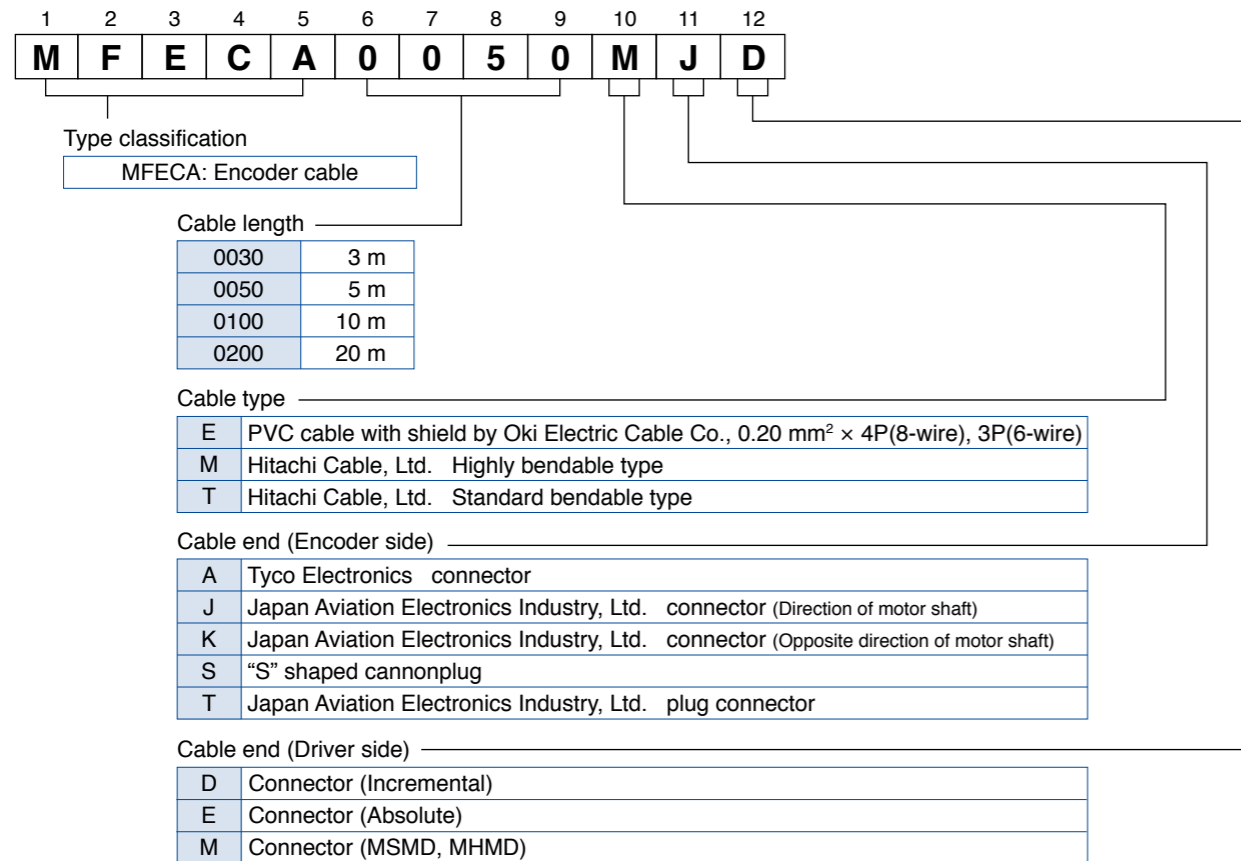 1 2 3 4 5 6 7 8 9 10 11 12
M F E C A 0 0 5 0 M J D
Type classification
MFECA: Encoder cable
Cable length
0030 3 m
0050 5 m
0100 10 m
0200 20 m
Cable type
E PVC cable with shield by Oki Electric Cable Co., 0.20 mm² × 4P(8-wire), 3P(6-wire)
M Hitachi Cable, Ltd. Highly bendable type
T Hitachi Cable, Ltd. Standard bendable type
Cable end (Encoder side)
A Tyco Electronics connector
J Japan Aviation Electronics Industry, Ltd. connector (Direction of motor shaft)
K Japan Aviation Electronics Industry, Ltd. connector (Opposite direction of motor shaft)
S “S” shaped cannonplug
T Japan Aviation Electronics Industry, Ltd. plug connector
Cable end (Driver side)
D Connector (Incremental)
E Connector (Absolute)
M Connector (MSMD, MHMD)